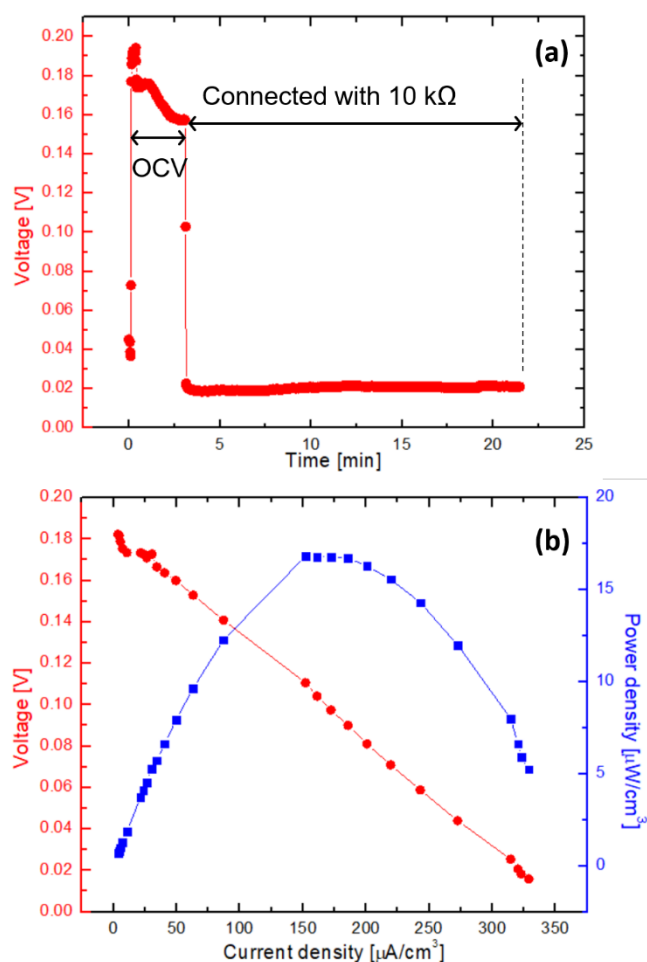 (a)
Connected with 10 kΩ
OCV
Voltage [V]
0.20
0.18
0.16
0.14
0.12
0.10
0.08
0.06
0.04
0.02
0.00
0 5 10 15 20 25
Time [min]
(b)
Voltage [V]
0.20
0.18
0.16
0.14
0.12
0.10
0.08
0.06
0.04
0.02
0.00
0 50 100 150 200 250 300 350
Current density [μA/cm³]
20
15
10
5
0
Power density [μW/cm³]